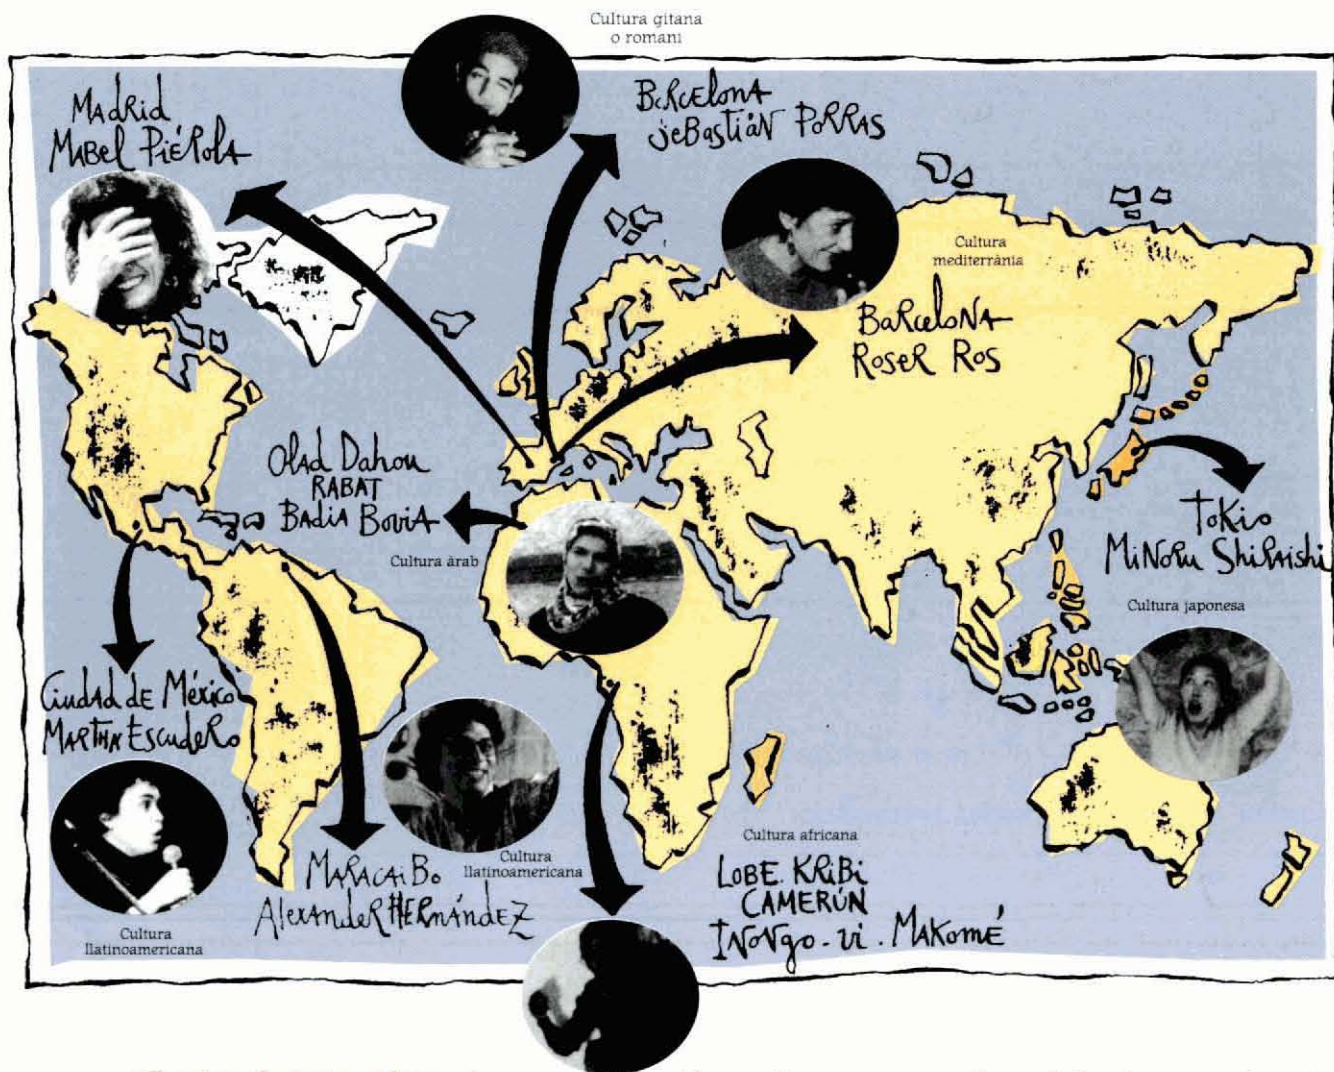 Cultura gitana
o romaní
Madrid
Mabel Piérola
Barcelona
jeBastián Porras
Cultura
mediterrània
Barcelona
Roser Ros
Olad Dahou
RABAT
Badia Bovia
Cultura àrab
Tokio
Minoru Shiraishi
Cultura japonesa
Ciudad de México
Martha Escudero
Cultura
llatinoamericana
Maracaibo
Alexander Hernández
Cultura
llatinoamericana
Cultura africana
LOBE. KRiBi
CAMERÚN
Inongo-vi. Makomé